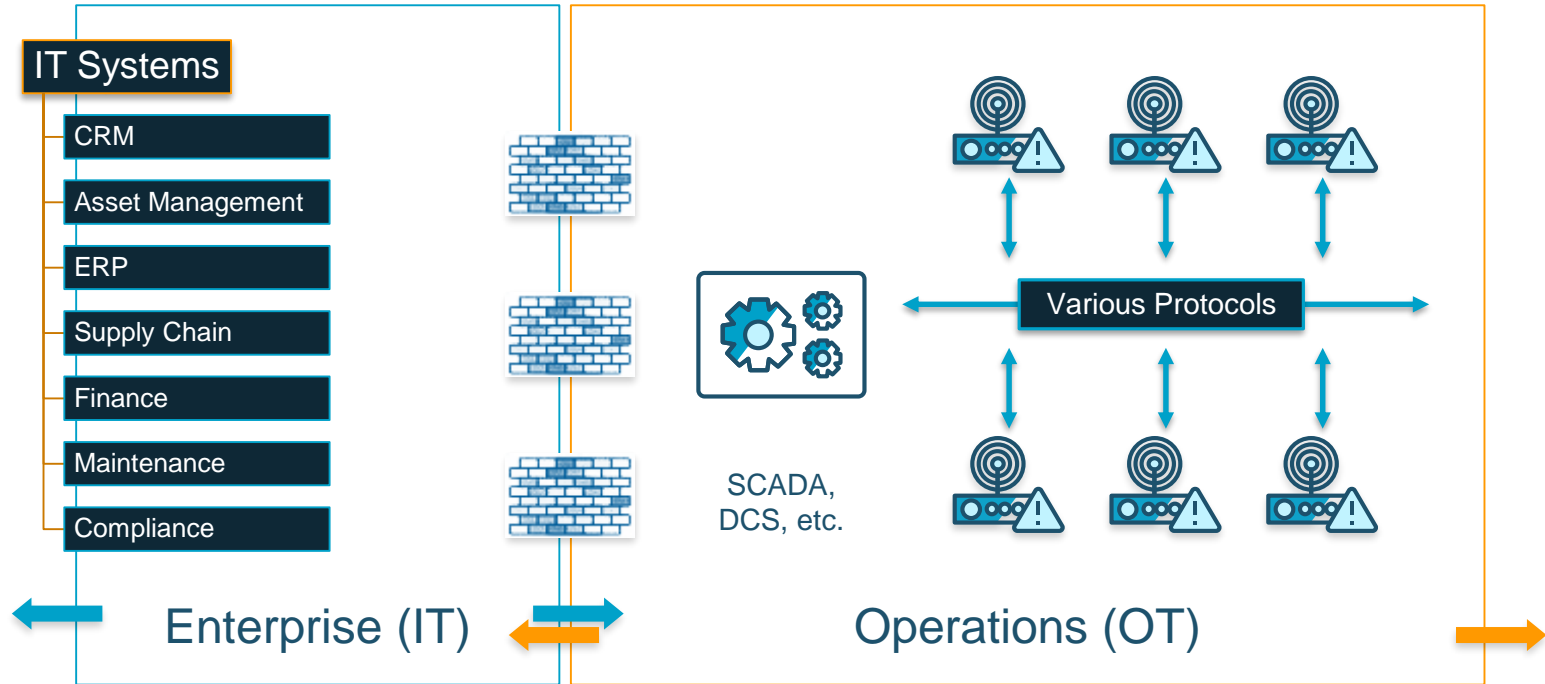 IT Systems
CRM
Asset Management
ERP
Supply Chain
Finance
Maintenance
Compliance
Enterprise (IT)
Various Protocols
SCADA,
DCS, etc.
Operations (OT)